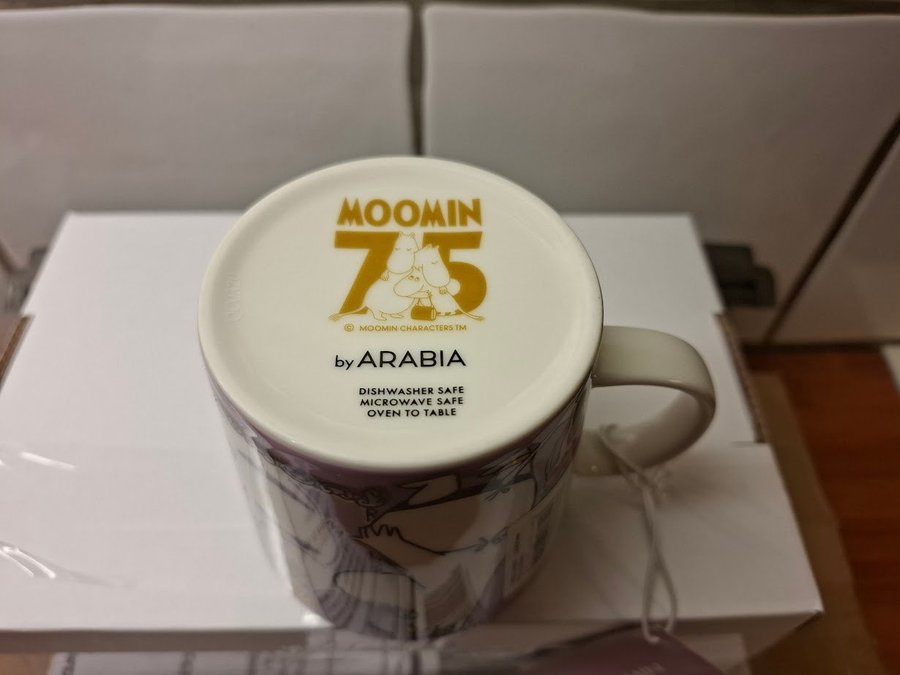 MOOMIN
75
© MOOMIN CHARACTERS TM
by ARABIA
DISHWASHER SAFE
MICROWAVE SAFE
OVEN TO TABLE